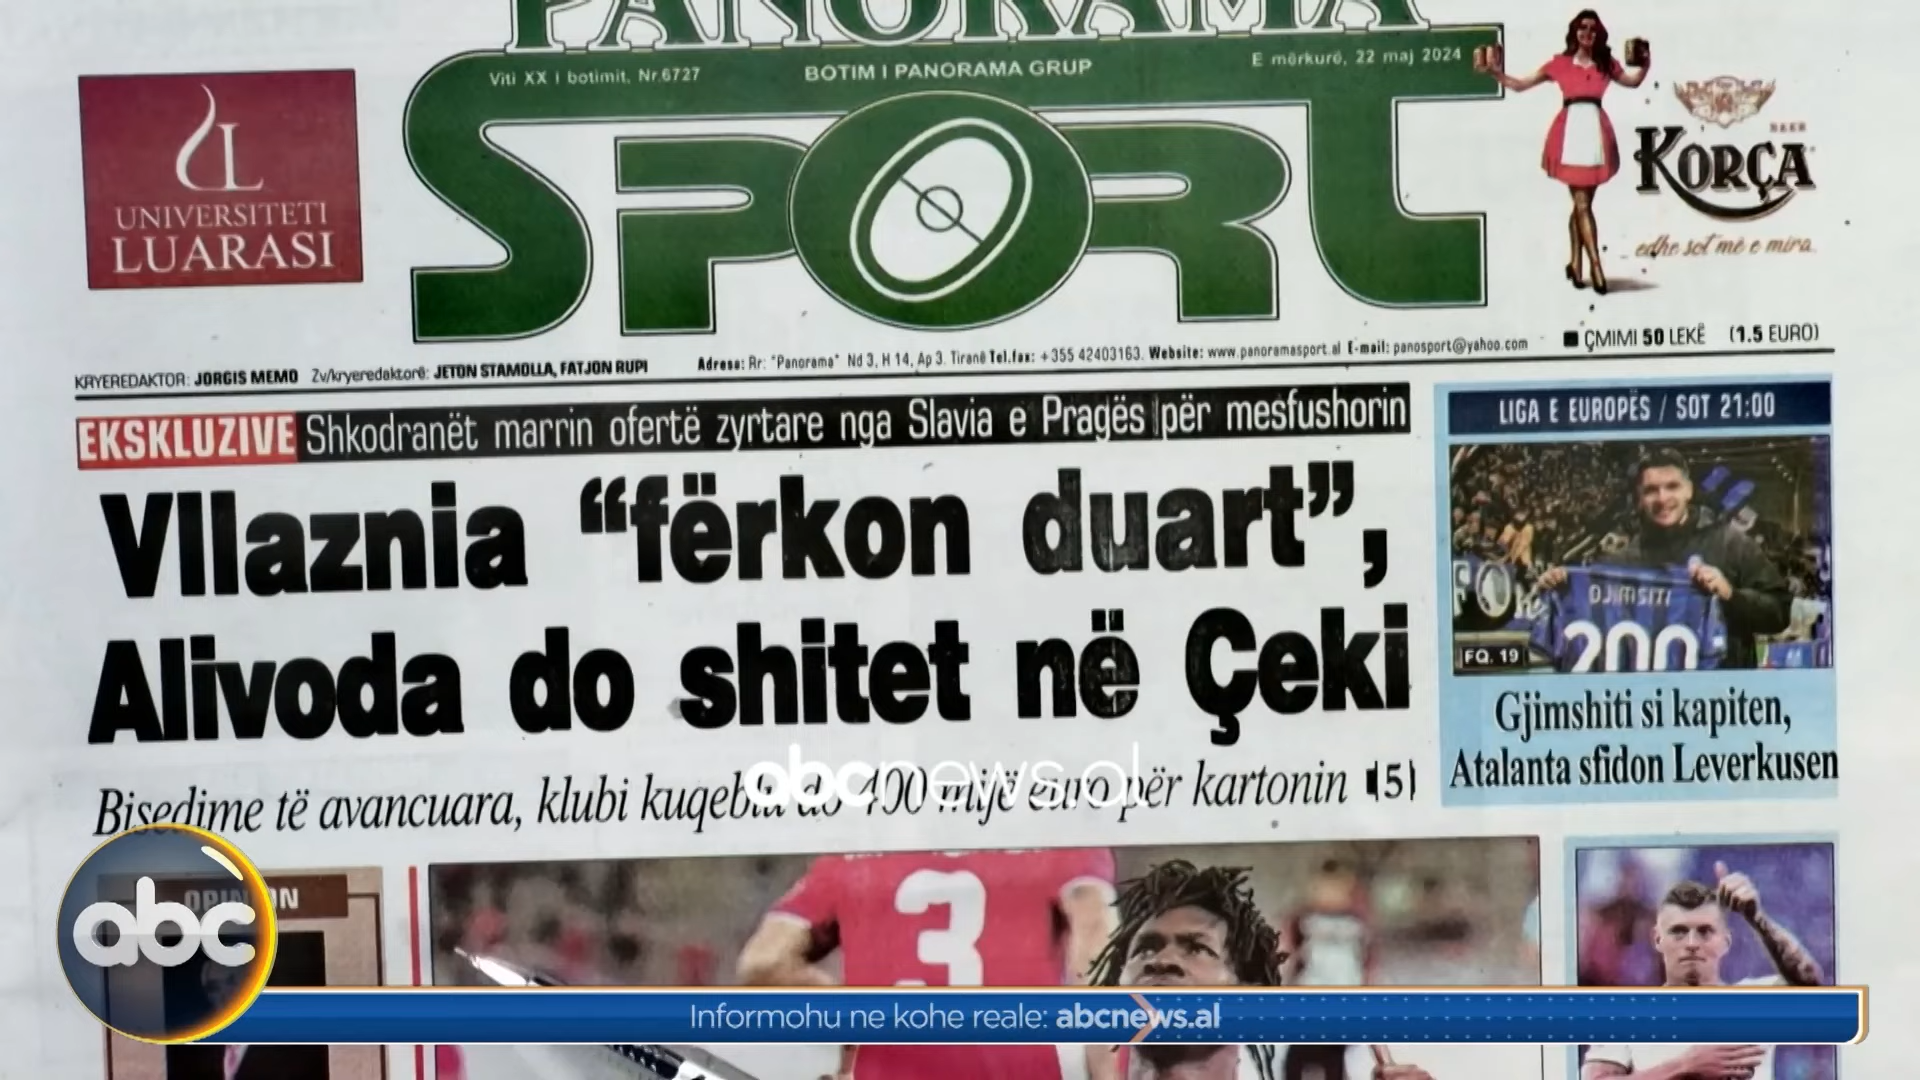 PANORAMA
SPORT
Viti XX i botimit, Nr.6727
BOTIM I PANORAMA GRUP
E mërkurë, 22 maj 2024
UNIVERSITETI
LUARASI
BEER
KORÇA
edhe sot më e mira.
KRYEREDAKTOR: JORGIS MEMO Zv/kryeredaktorë: JETON STAMOLLA, FATJON RUPI
Adresa: Rr: "Panorama" Nd 3, H 14, Ap 3. Tiranë Tel.fax: +355 42403163. Website: www.panoramasport.al E-mail: panosport@yahoo.com
ÇMIMI 50 LEKË (1.5 EURO)
EKSKLUZIVE Shkodranët marrin ofertë zyrtare nga Slavia e Pragës për mesfushorin
Vllaznia “fërkon duart”,
Alivoda do shitet në Çeki
Bisedime të avancuara, klubi kuqeblu do 400 mijë euro për kartonin 5
LIGA E EUROPËS / SOT 21:00
DJIMSITI
200
FQ. 19
Gjimshiti si kapiten,
Atalanta sfidon Leverkusen
abcnews.al
OPINION
3
abc
Informohu ne kohe reale: abcnews.al